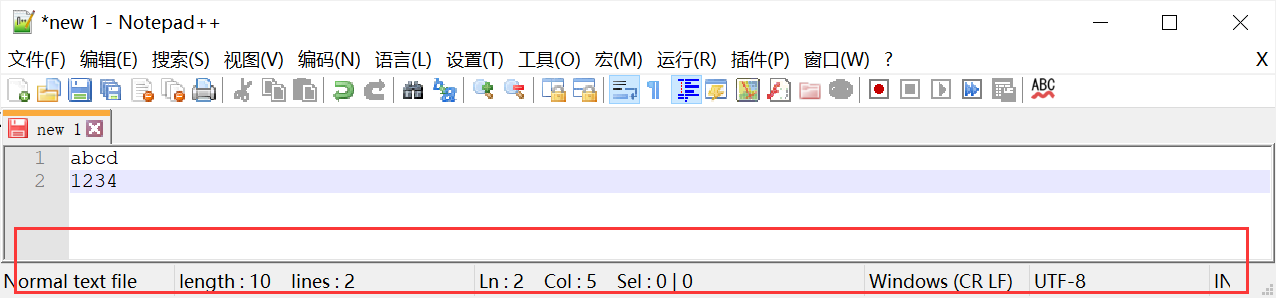 *new 1 - Notepad++
文件(F) 编辑(E) 搜索(S) 视图(V) 编码(N) 语言(L) 设置(T) 工具(O) 宏(M) 运行(R) 插件(P) 窗口(W) ? X
ABC
new 1
1 abcd
2 1234
Normal text file length : 10 lines : 2 Ln : 2 Col : 5 Sel : 0 | 0 Windows (CR LF) UTF-8 IN